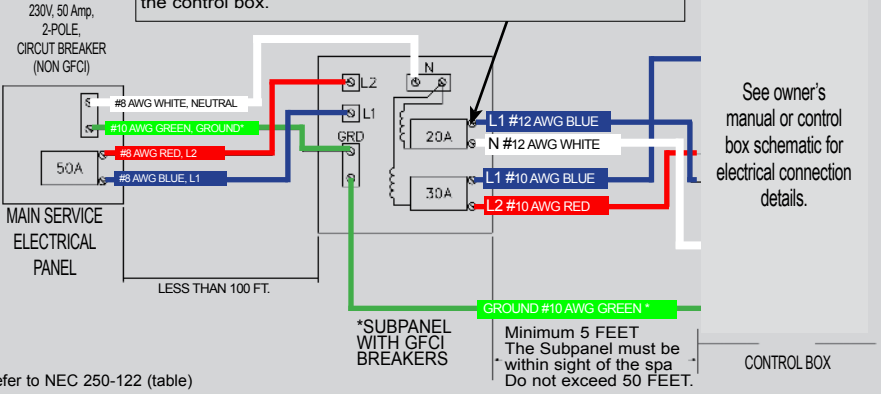 the control box.
230V, 50 Amp,
2-POLE,
CIRCUT BREAKER
(NON GFCI)
#8 AWG WHITE, NEUTRAL
#10 AWG GREEN, GROUND*
#8 AWG RED, L2
#8 AWG BLUE, L1
50A
MAIN SERVICE
ELECTRICAL
PANEL
LESS THAN 100 FT.
L2
N
L1
GRD
20A
30A
L1 #12 AWG BLUE
N #12 AWG WHITE
L1 #10 AWG BLUE
L2 #10 AWG RED
GROUND #10 AWG GREEN *
*SUBPANEL
WITH GFCI
BREAKERS
Minimum 5 FEET
The Subpanel must be
within sight of the spa
Do not exceed 50 FEET.
See owner's
manual or control
box schematic for
electrical connection
details.
CONTROL BOX
efer to NEC 250-122 (table)